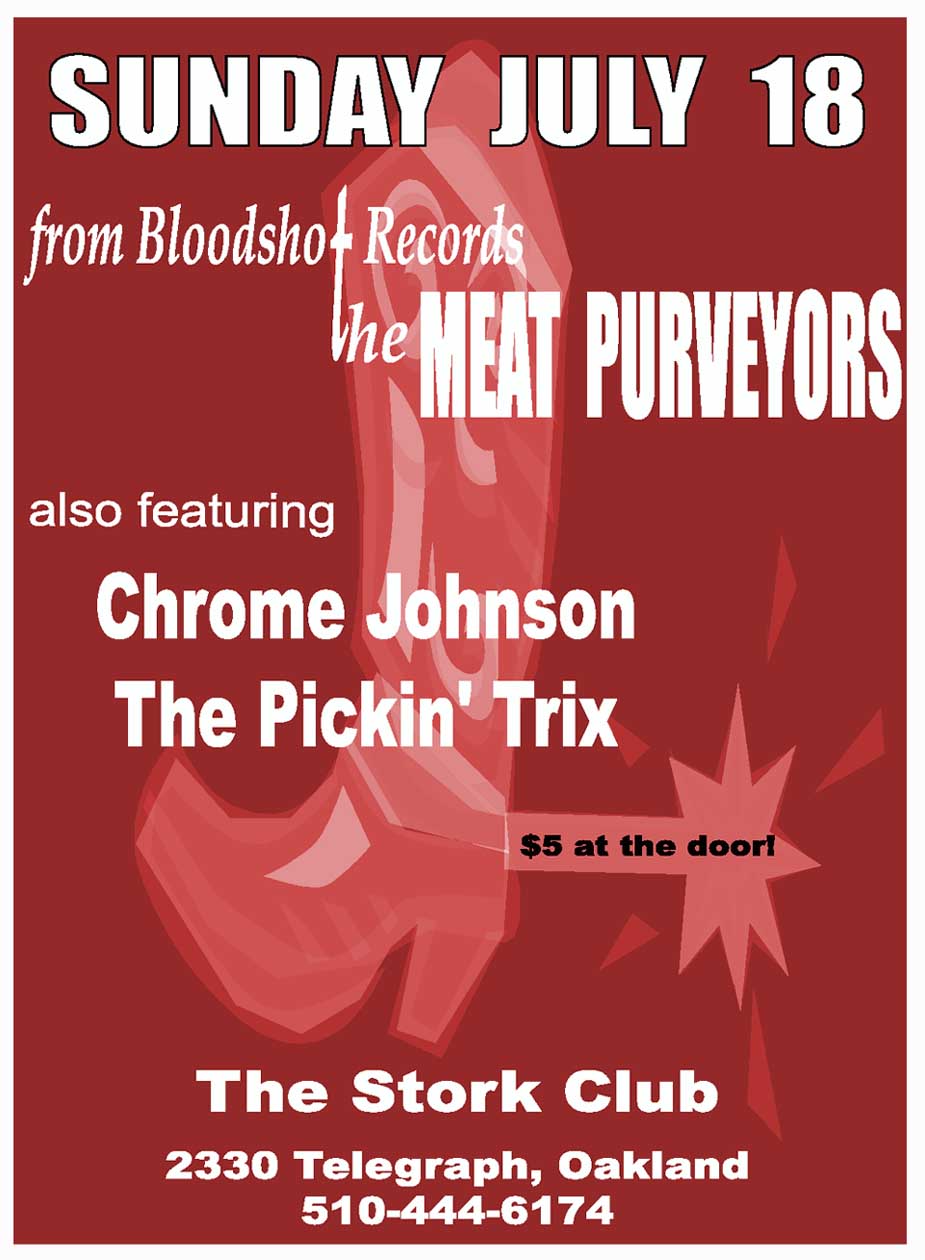 SUNDAY JULY 18
from Bloodshot Records
the MEAT PURVEYORS
also featuring
Chrome Johnson
The Pickin' Trix
$5 at the door!
The Stork Club
2330 Telegraph, Oakland
510-444-6174